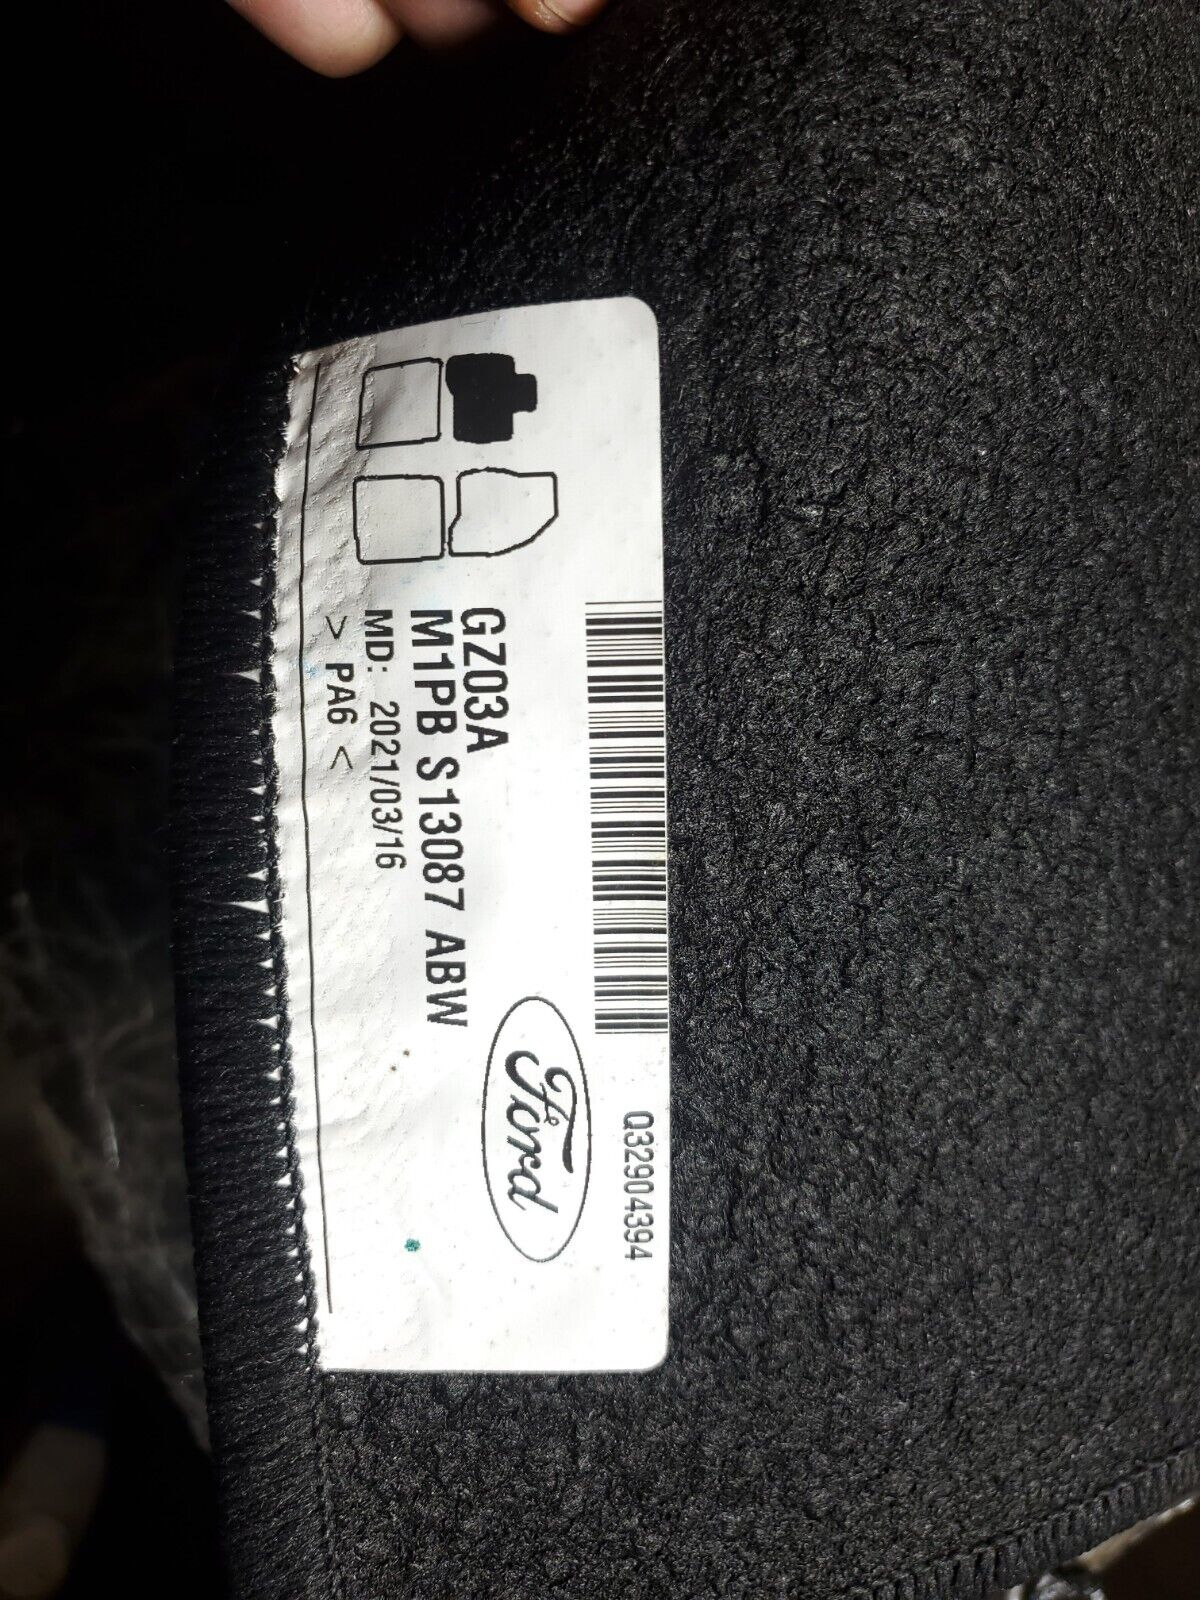 Q32904394
Ford
GZ03A
M1PB S13087 ABW
MD: 2021/03/16
> PA6 <